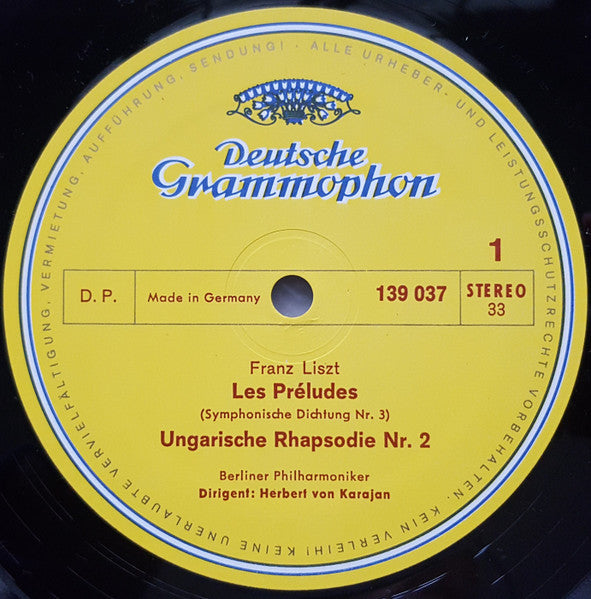 ALLE URHEBER- UND LEISTUNGSSCHUTZRECHTE VORBEHALTEN. KEIN VERLEIH! KEINE UNERLAUBTE VERVIELFÄLTIGUNG, VERMIETUNG, AUFFÜHRUNG, SENDUNG! ·
Deutsche
Grammophon
1
D. P. Made in Germany 139 037 STEREO
33
Franz Liszt
Les Préludes
(Symphonische Dichtung Nr. 3)
Ungarische Rhapsodie Nr. 2
Berliner Philharmoniker
Dirigent: Herbert von Karajan